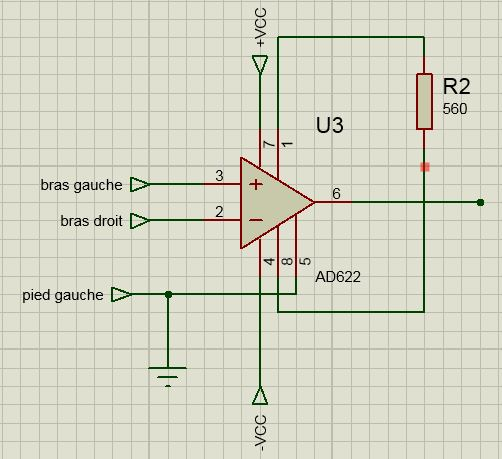 +VCC
R2
560
U3
7
1
bras gauche
3
+
6
bras droit
2
−
4
8
5
AD622
pied gauche
-VCC